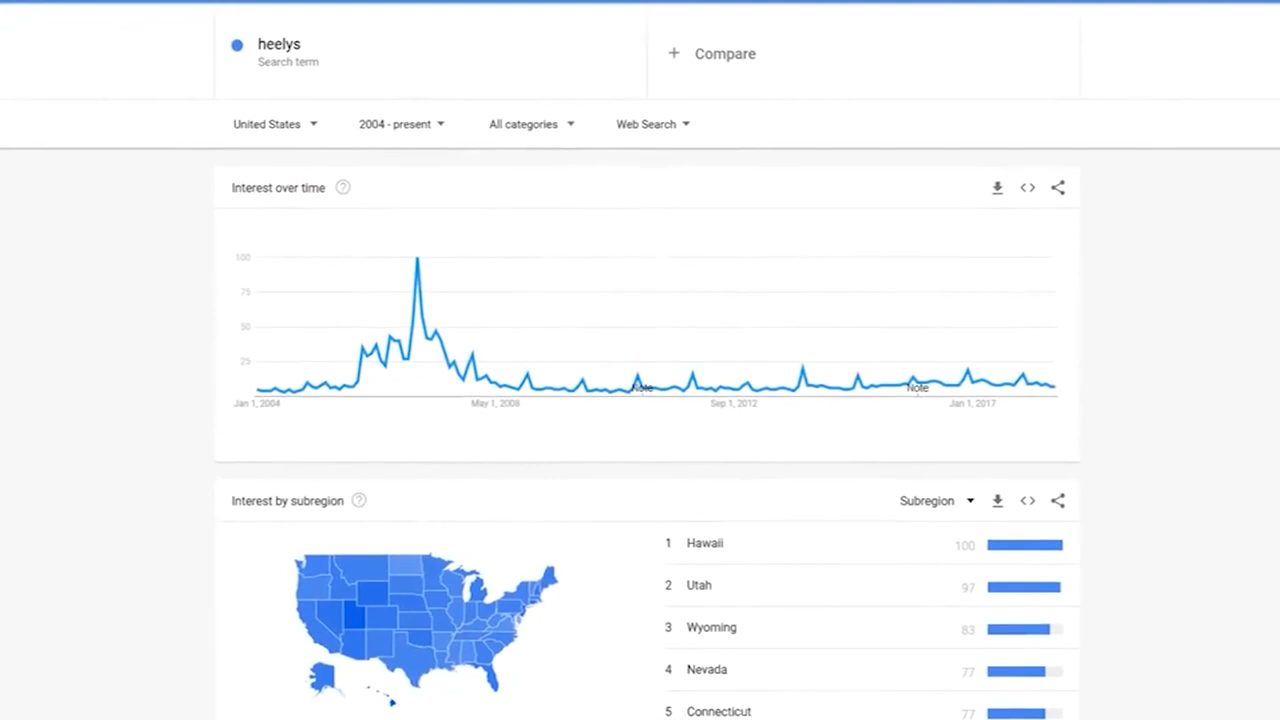 heelys
Search term
+ Compare
United States
2004 - present
All categories
Web Search
Interest over time
100
75
50
25
Note
Note
Jan 1, 2004
May 1, 2008
Sep 1, 2012
Jan 1, 2017
Interest by subregion
Subregion
1 Hawaii 100
2 Utah 97
3 Wyoming 83
4 Nevada 77
5 Connecticut 77